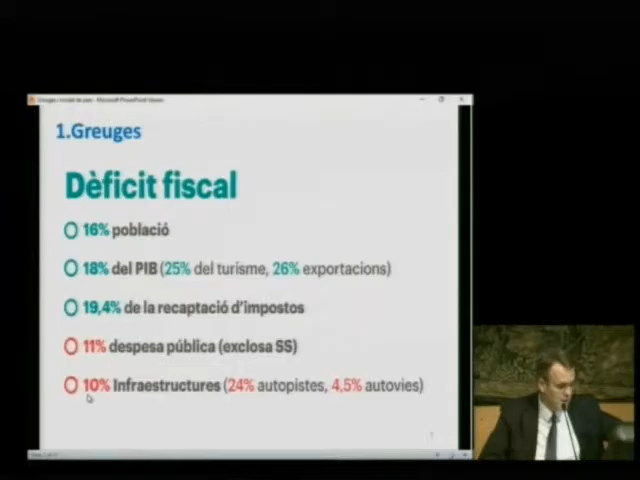 1.Greuges
Dèficit fiscal
16% població
18% del PIB (25% del turisme, 26% exportacions)
19,4% de la recaptació d'impostos
11% despesa pública (exclosa SS)
10% Infraestructures (24% autopistes, 4,5% autovies)